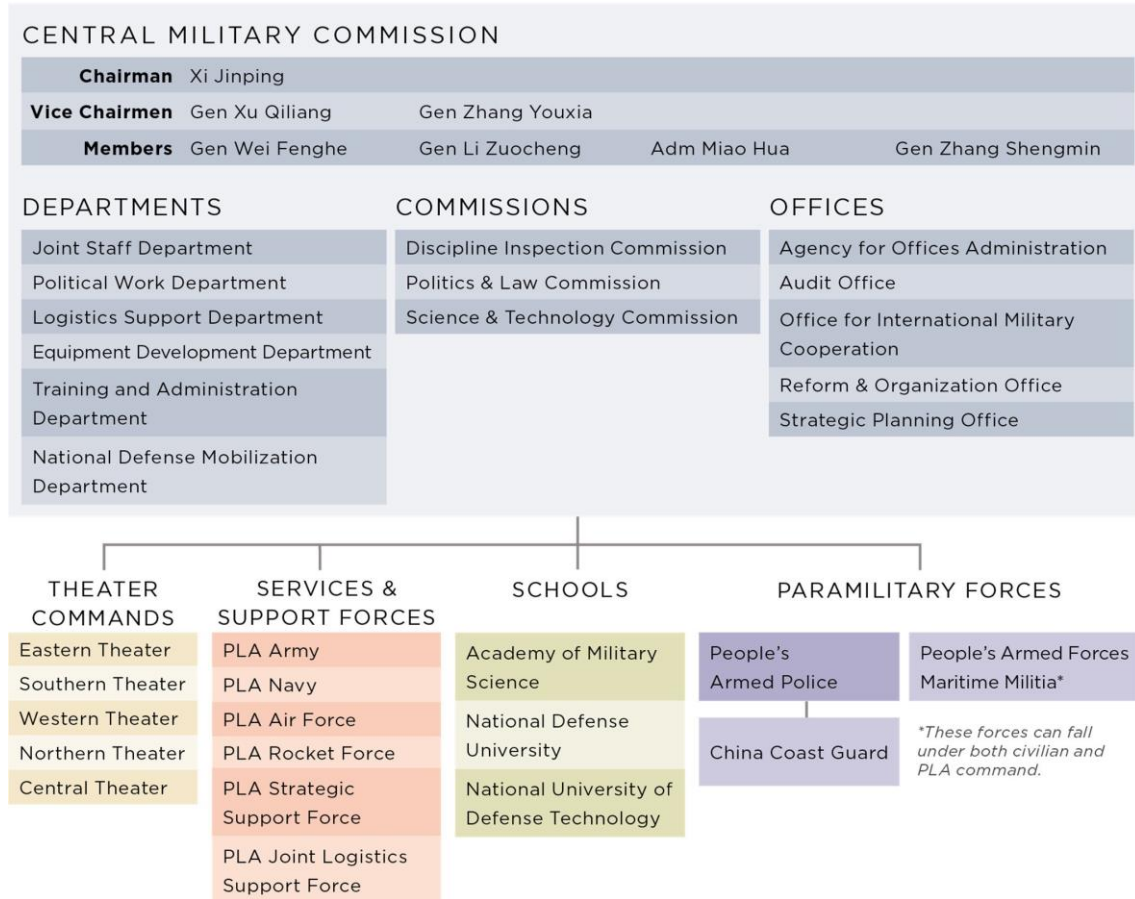 CENTRAL MILITARY COMMISSION
Chairman Xi Jinping
Vice Chairmen Gen Xu Qiliang Gen Zhang Youxia
Members Gen Wei Fenghe Gen Li Zuocheng Adm Miao Hua Gen Zhang Shengmin
DEPARTMENTS
Joint Staff Department
Political Work Department
Logistics Support Department
Equipment Development Department
Training and Administration
Department
National Defense Mobilization
Department
COMMISSIONS
Discipline Inspection Commission
Politics & Law Commission
Science & Technology Commission
OFFICES
Agency for Offices Administration
Audit Office
Office for International Military
Cooperation
Reform & Organization Office
Strategic Planning Office
THEATER
COMMANDS
Eastern Theater
Southern Theater
Western Theater
Northern Theater
Central Theater
SERVICES &
SUPPORT FORCES
PLA Army
PLA Navy
PLA Air Force
PLA Rocket Force
PLA Strategic
Support Force
PLA Joint Logistics
Support Force
SCHOOLS
Academy of Military
Science
National Defense
University
National University of
Defense Technology
PARAMILITARY FORCES
People's
Armed Police
China Coast Guard
People's Armed Forces
Maritime Militia*
*These forces can fall
under both civilian and
PLA command.